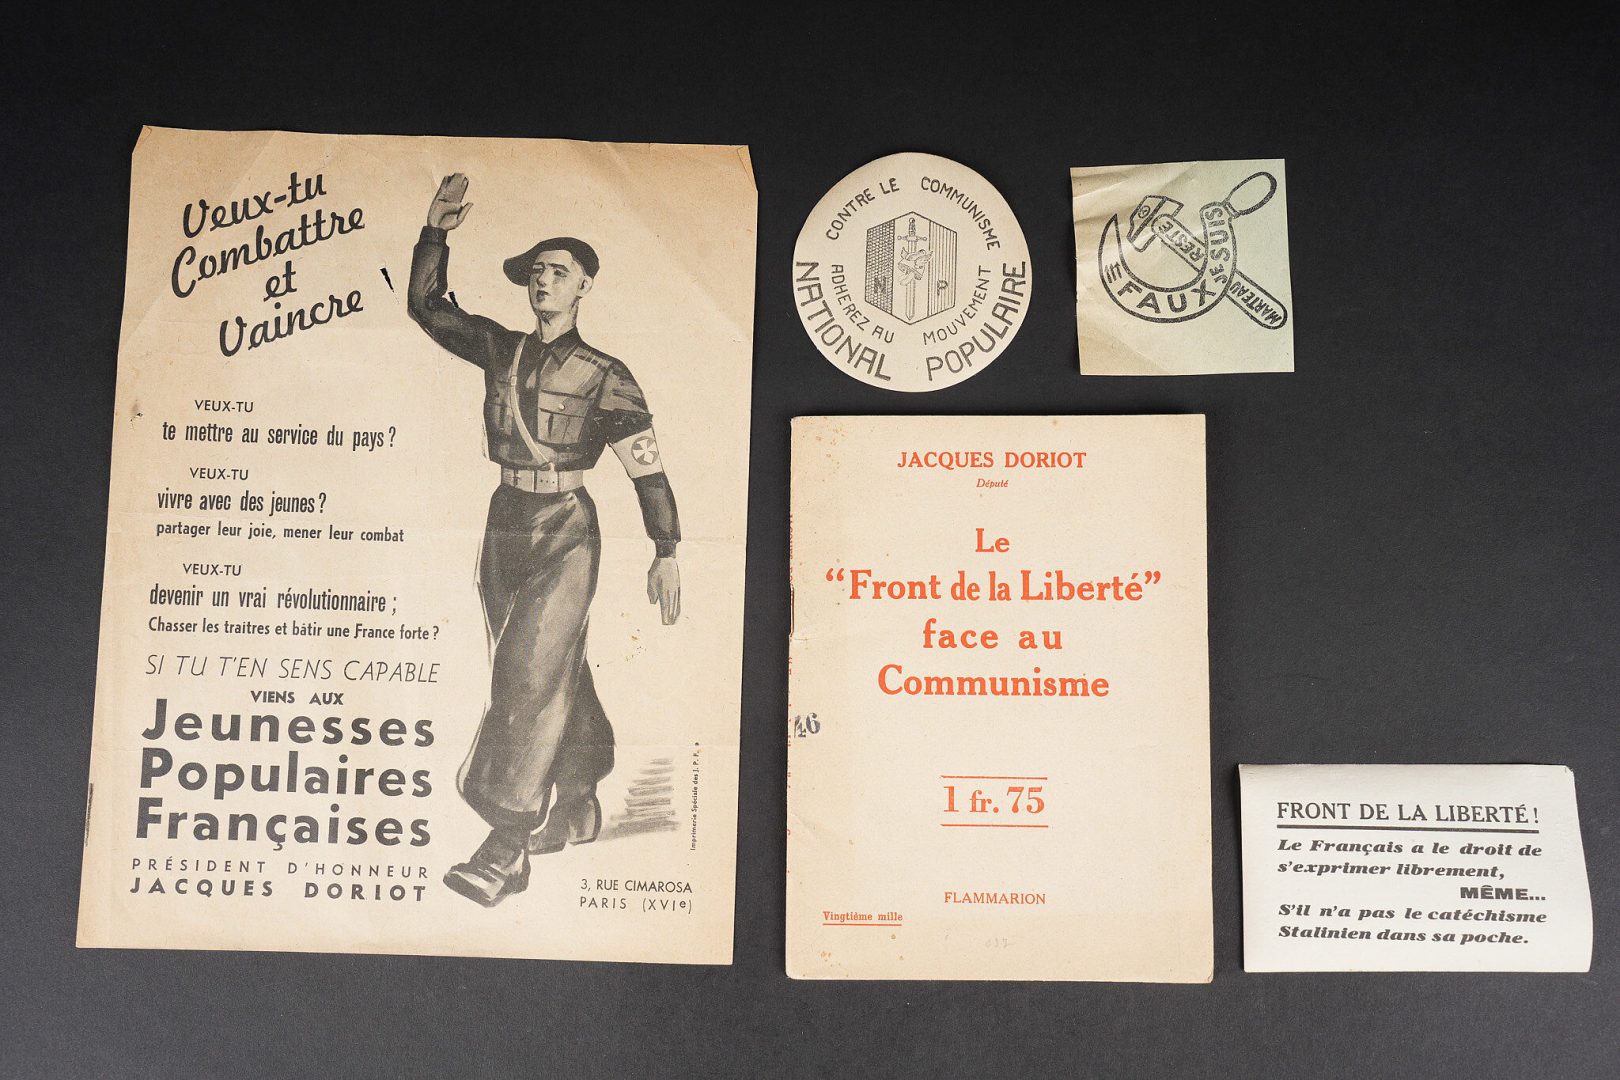 Veux-tu
Combattre
et
Vaincre
VEUX-TU
te mettre au service du pays ?
VEUX-TU
vivre avec des jeunes ?
partager leur joie, mener leur combat
VEUX-TU
devenir un vrai révolutionnaire ;
Chasser les traîtres et bâtir une France forte ?
SI TU T'EN SENS CAPABLE
VIENS AUX
Jeunesses
Populaires
Françaises
PRÉSIDENT D'HONNEUR
JACQUES DORIOT
3, RUE CIMAROSA
PARIS (XVIe)
Imprimerie Spéciale des J. P. F.
CONTRE LE COMMUNISME
N P
ADHEREZ AU MOUVEMENT
NATIONAL POPULAIRE
JE SUIS
FAUX
RESTE
MARTEAU
JACQUES DORIOT
Député
Le
“Front de la Liberté”
face au
Communisme
46
1 fr. 75
FLAMMARION
Vingtième mille
FRONT DE LA LIBERTÉ !
Le Français a le droit de
s'exprimer librement,
MÊME...
S'il n'a pas le catéchisme
Stalinien dans sa poche.